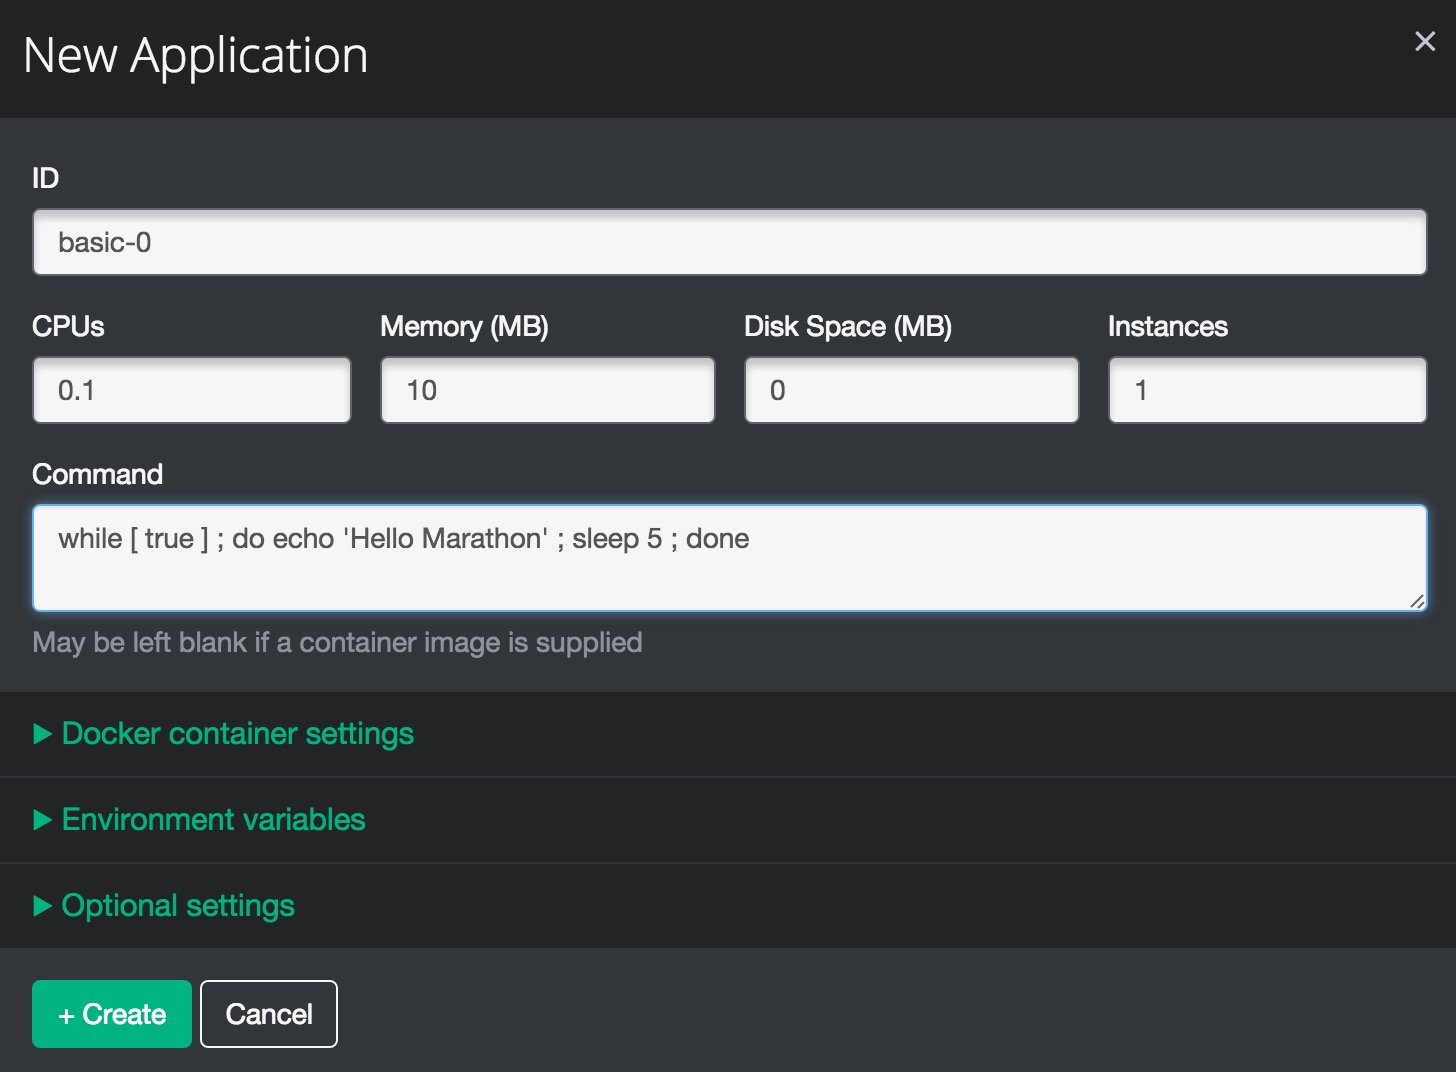 New Application
ID
basic-0
CPUs
Memory (MB)
Disk Space (MB)
Instances
0.1
10
0
1
Command
while [ true ] ; do echo 'Hello Marathon' ; sleep 5 ; done
May be left blank if a container image is supplied
Docker container settings
Environment variables
Optional settings
+ Create
Cancel